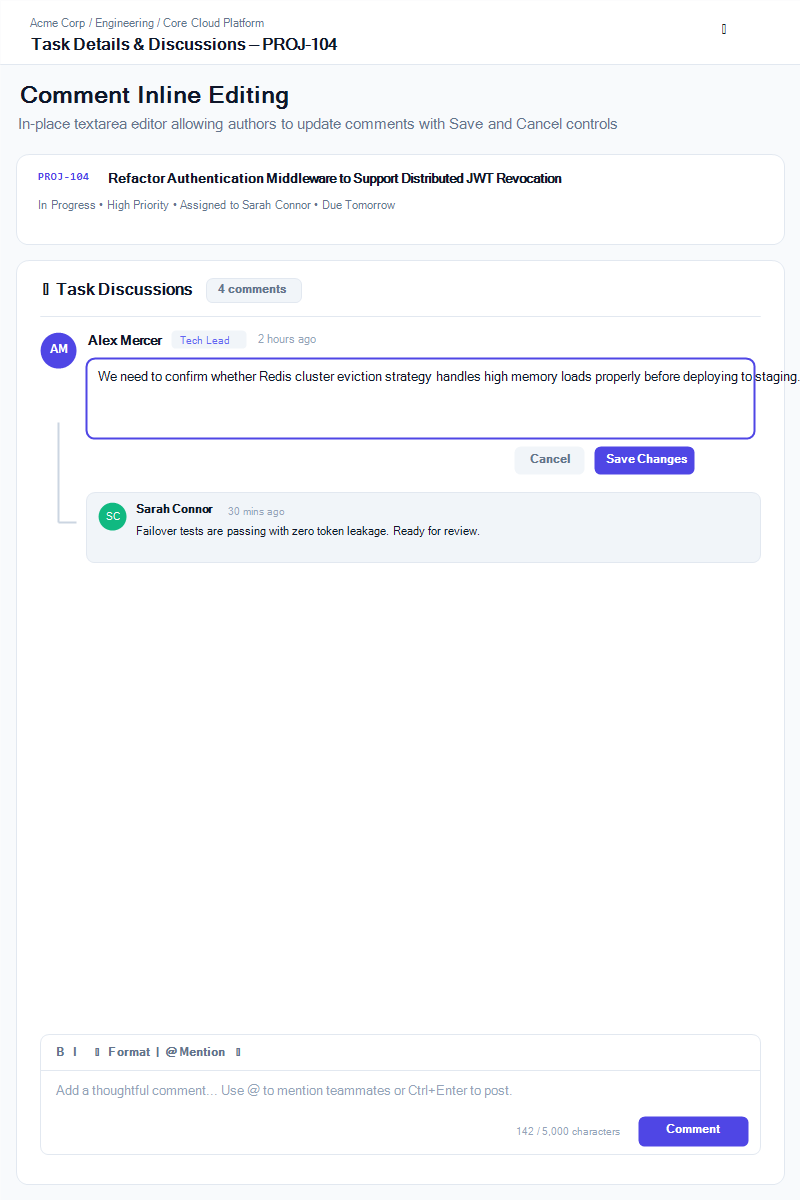 Acme Corp / Engineering / Core Cloud Platform
Task Details & Discussions — PROJ-104
Comment Inline Editing
In-place textarea editor allowing authors to update comments with Save and Cancel controls
PROJ-104 Refactor Authentication Middleware to Support Distributed JWT Revocation
In Progress • High Priority • Assigned to Sarah Connor • Due Tomorrow
Task Discussions 4 comments
AM Alex Mercer Tech Lead 2 hours ago
We need to confirm whether Redis cluster eviction strategy handles high memory loads properly before deploying to staging.
Cancel Save Changes
SC Sarah Connor 30 mins ago
Failover tests are passing with zero token leakage. Ready for review.
B I Format | @ Mention
Add a thoughtful comment... Use @ to mention teammates or Ctrl+Enter to post.
142 / 5,000 characters Comment